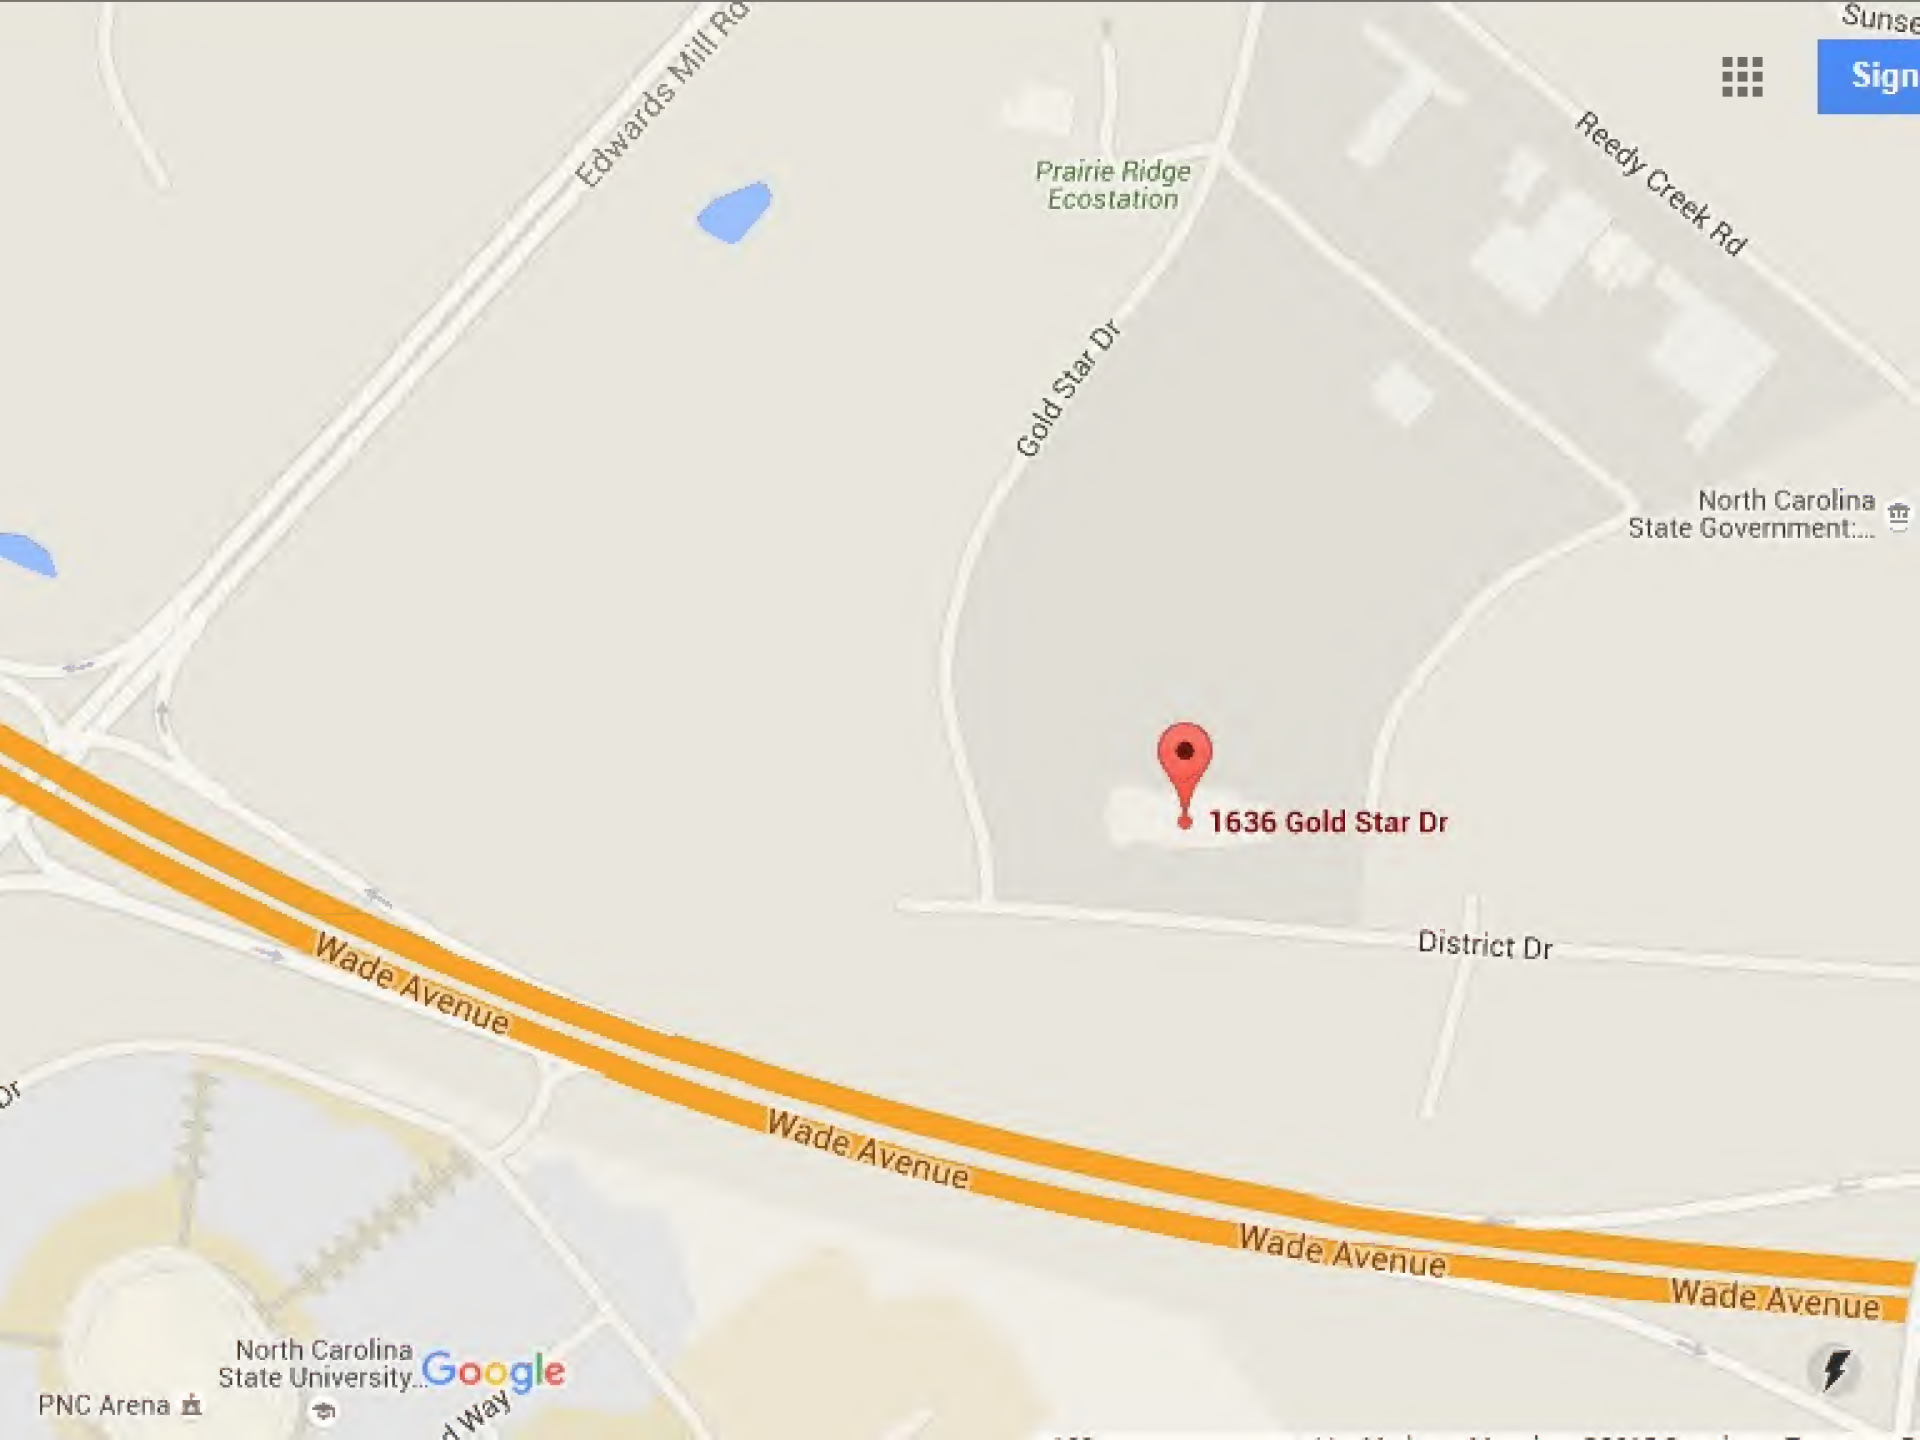 Sunse
Sign
Edwards Mill Rd
Reedy Creek Rd
Prairie Ridge
Ecostation
Gold Star Dr
North Carolina
State Government:...
1636 Gold Star Dr
District Dr
Wade Avenue
Wade Avenue
Wade Avenue
Wade Avenue
Dr
North Carolina
State University...
Google
PNC Arena
d Way